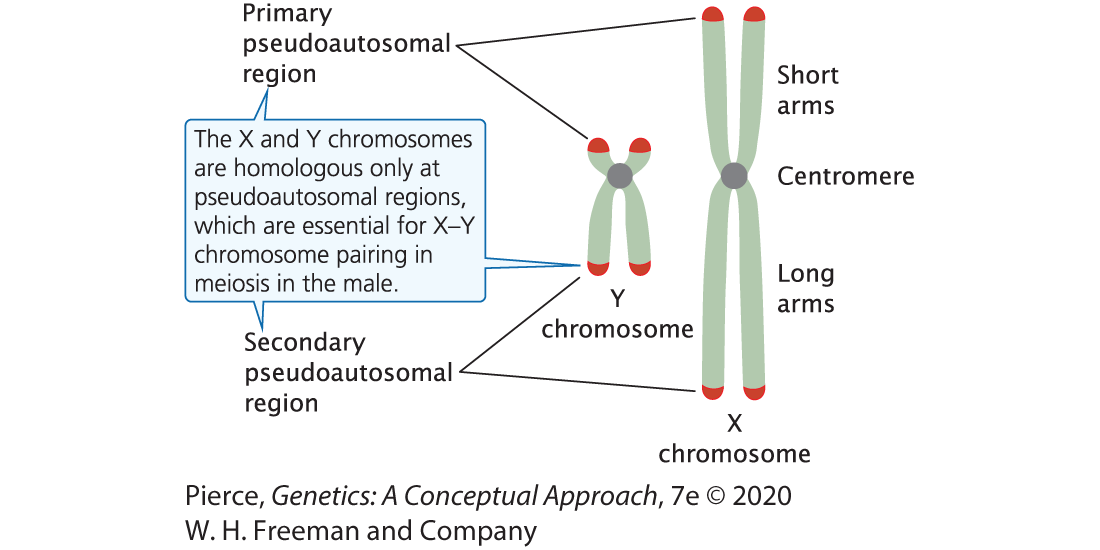 Primary
pseudoautosomal
region
The X and Y chromosomes
are homologous only at
pseudoautosomal regions,
which are essential for X–Y
chromosome pairing in
meiosis in the male.
Secondary
pseudoautosomal
region
Y
chromosome
Short
arms
Centromere
Long
arms
X
chromosome
Pierce, Genetics: A Conceptual Approach, 7e © 2020
W. H. Freeman and Company